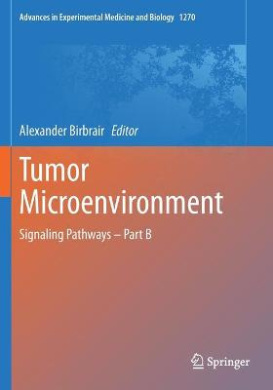 Advances in Experimental Medicine and Biology 1270
Alexander Birbrair Editor
Tumor
Microenvironment
Signaling Pathways – Part B
Springer